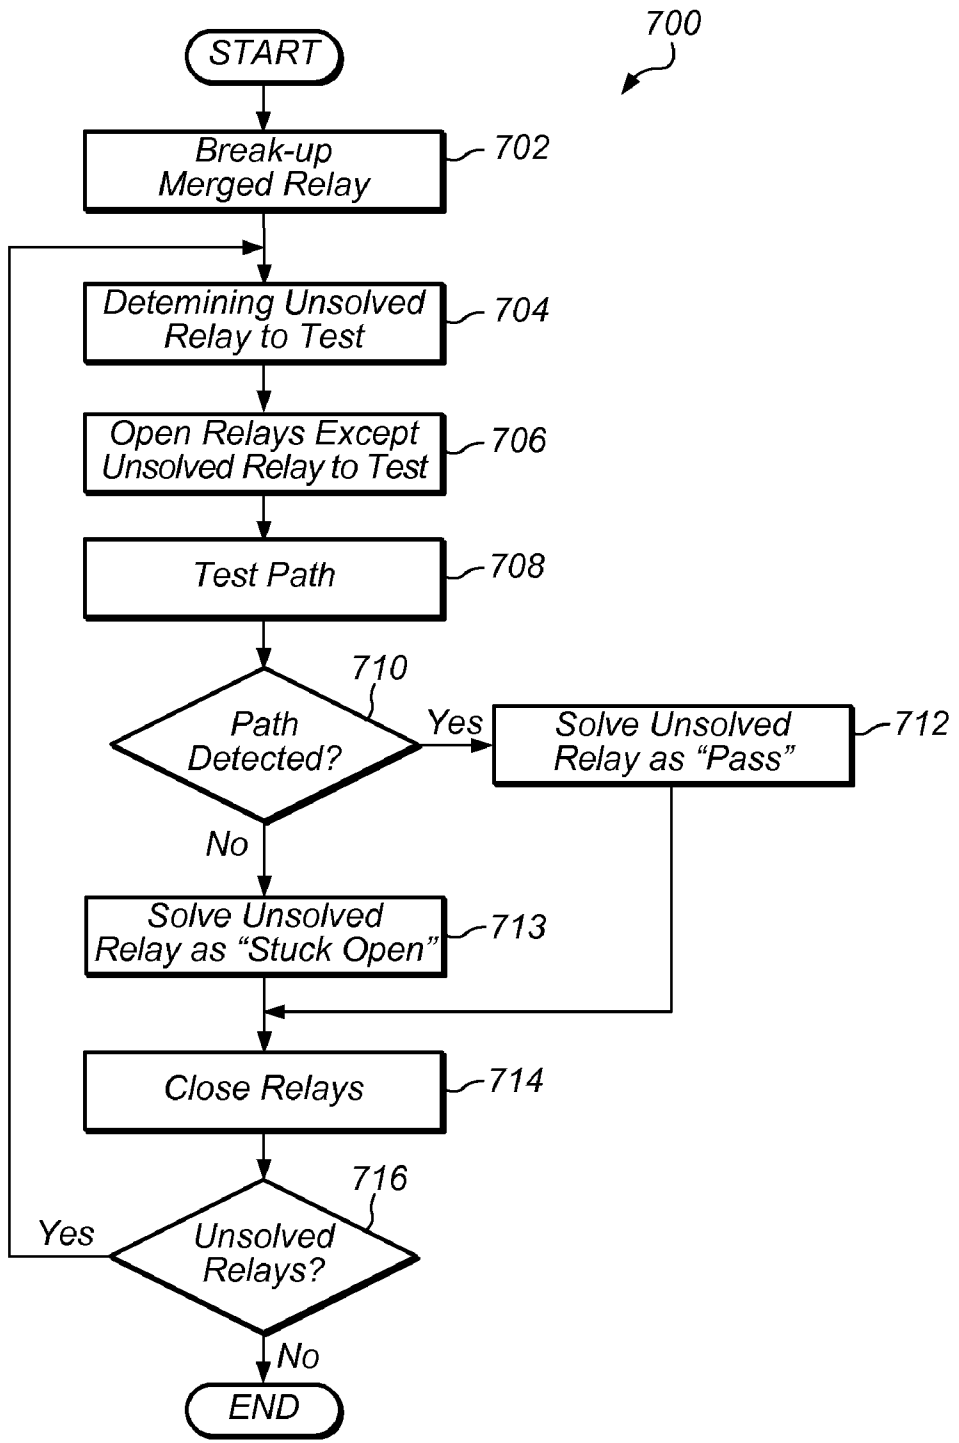 700
START
Break-up
Merged Relay
702
Detemining Unsolved
Relay to Test
704
Open Relays Except
Unsolved Relay to Test
706
Test Path
708
710
Path
Detected?
Yes
Solve Unsolved
Relay as “Pass”
712
No
Solve Unsolved
Relay as “Stuck Open”
713
Close Relays
714
716
Unsolved
Relays?
Yes
No
END